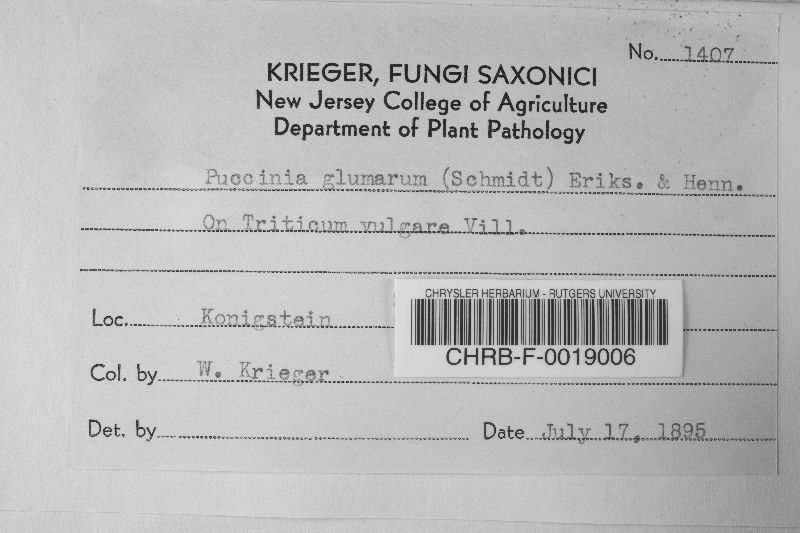 No. 1407
KRIEGER, FUNGI SAXONICI
New Jersey College of Agriculture
Department of Plant Pathology
Puccinia glumarum (Schmidt) Eriks. & Henn.
On Triticum vulgare Vill.
Loc. Konigstein
CHRYSLER HERBARIUM - RUTGERS UNIVERSITY
CHRB-F-0019006
Col. by W. Krieger
Det. by Date July 17, 1895